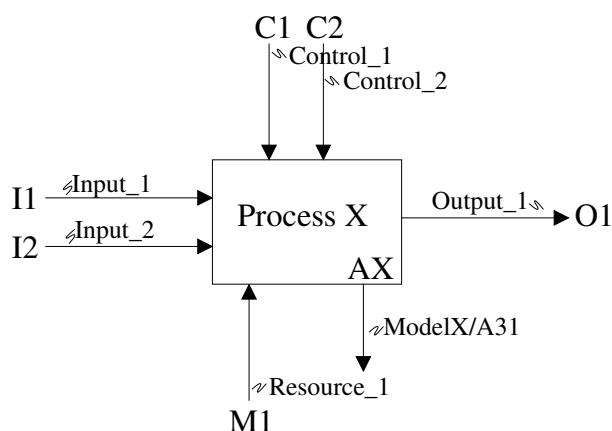 C1 C2
Control_1
Control_2
Input_1
I1
Process X
Output_1
O1
Input_2
I2
AX
ModelX/A31
Resource_1
M1